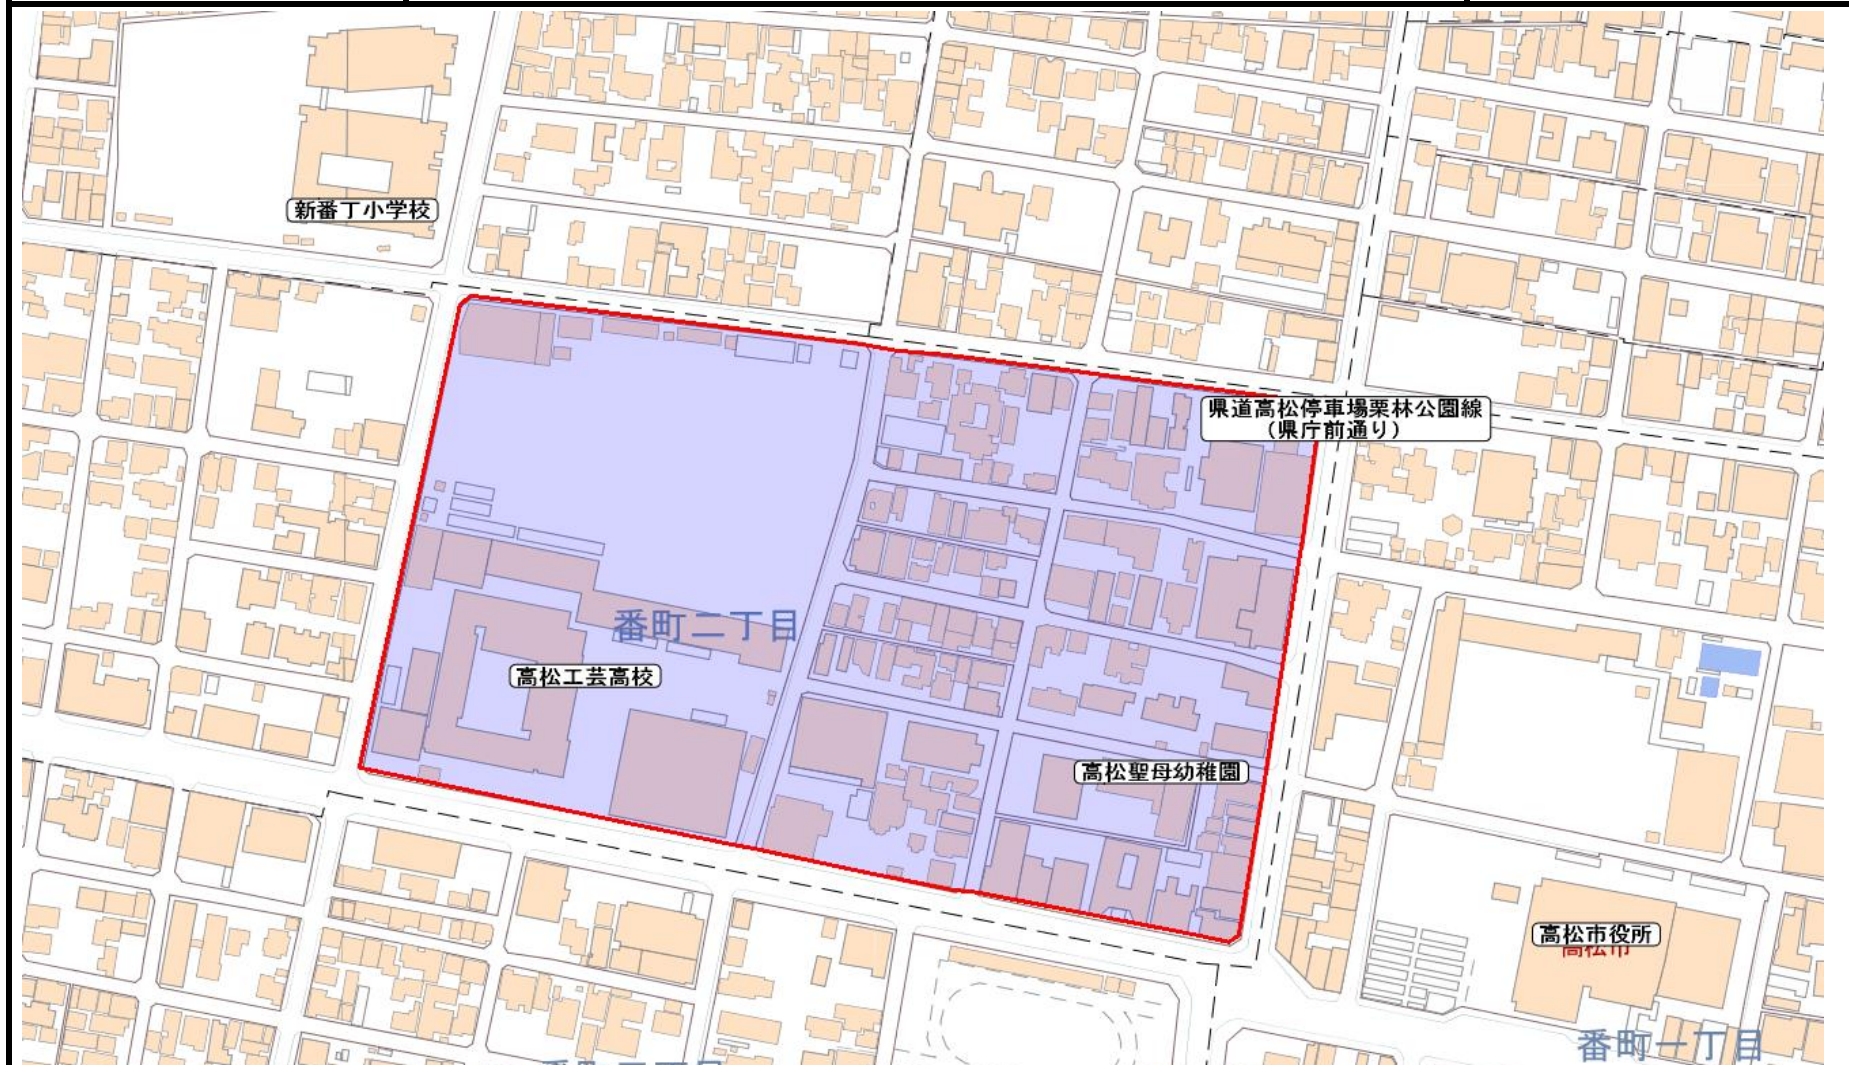 新番丁小学校
県道高松停車場栗林公園線
（県庁前通り）
番町二丁目
高松工芸高校
高松聖母幼稚園
高松市役所
高松市
番町一丁目